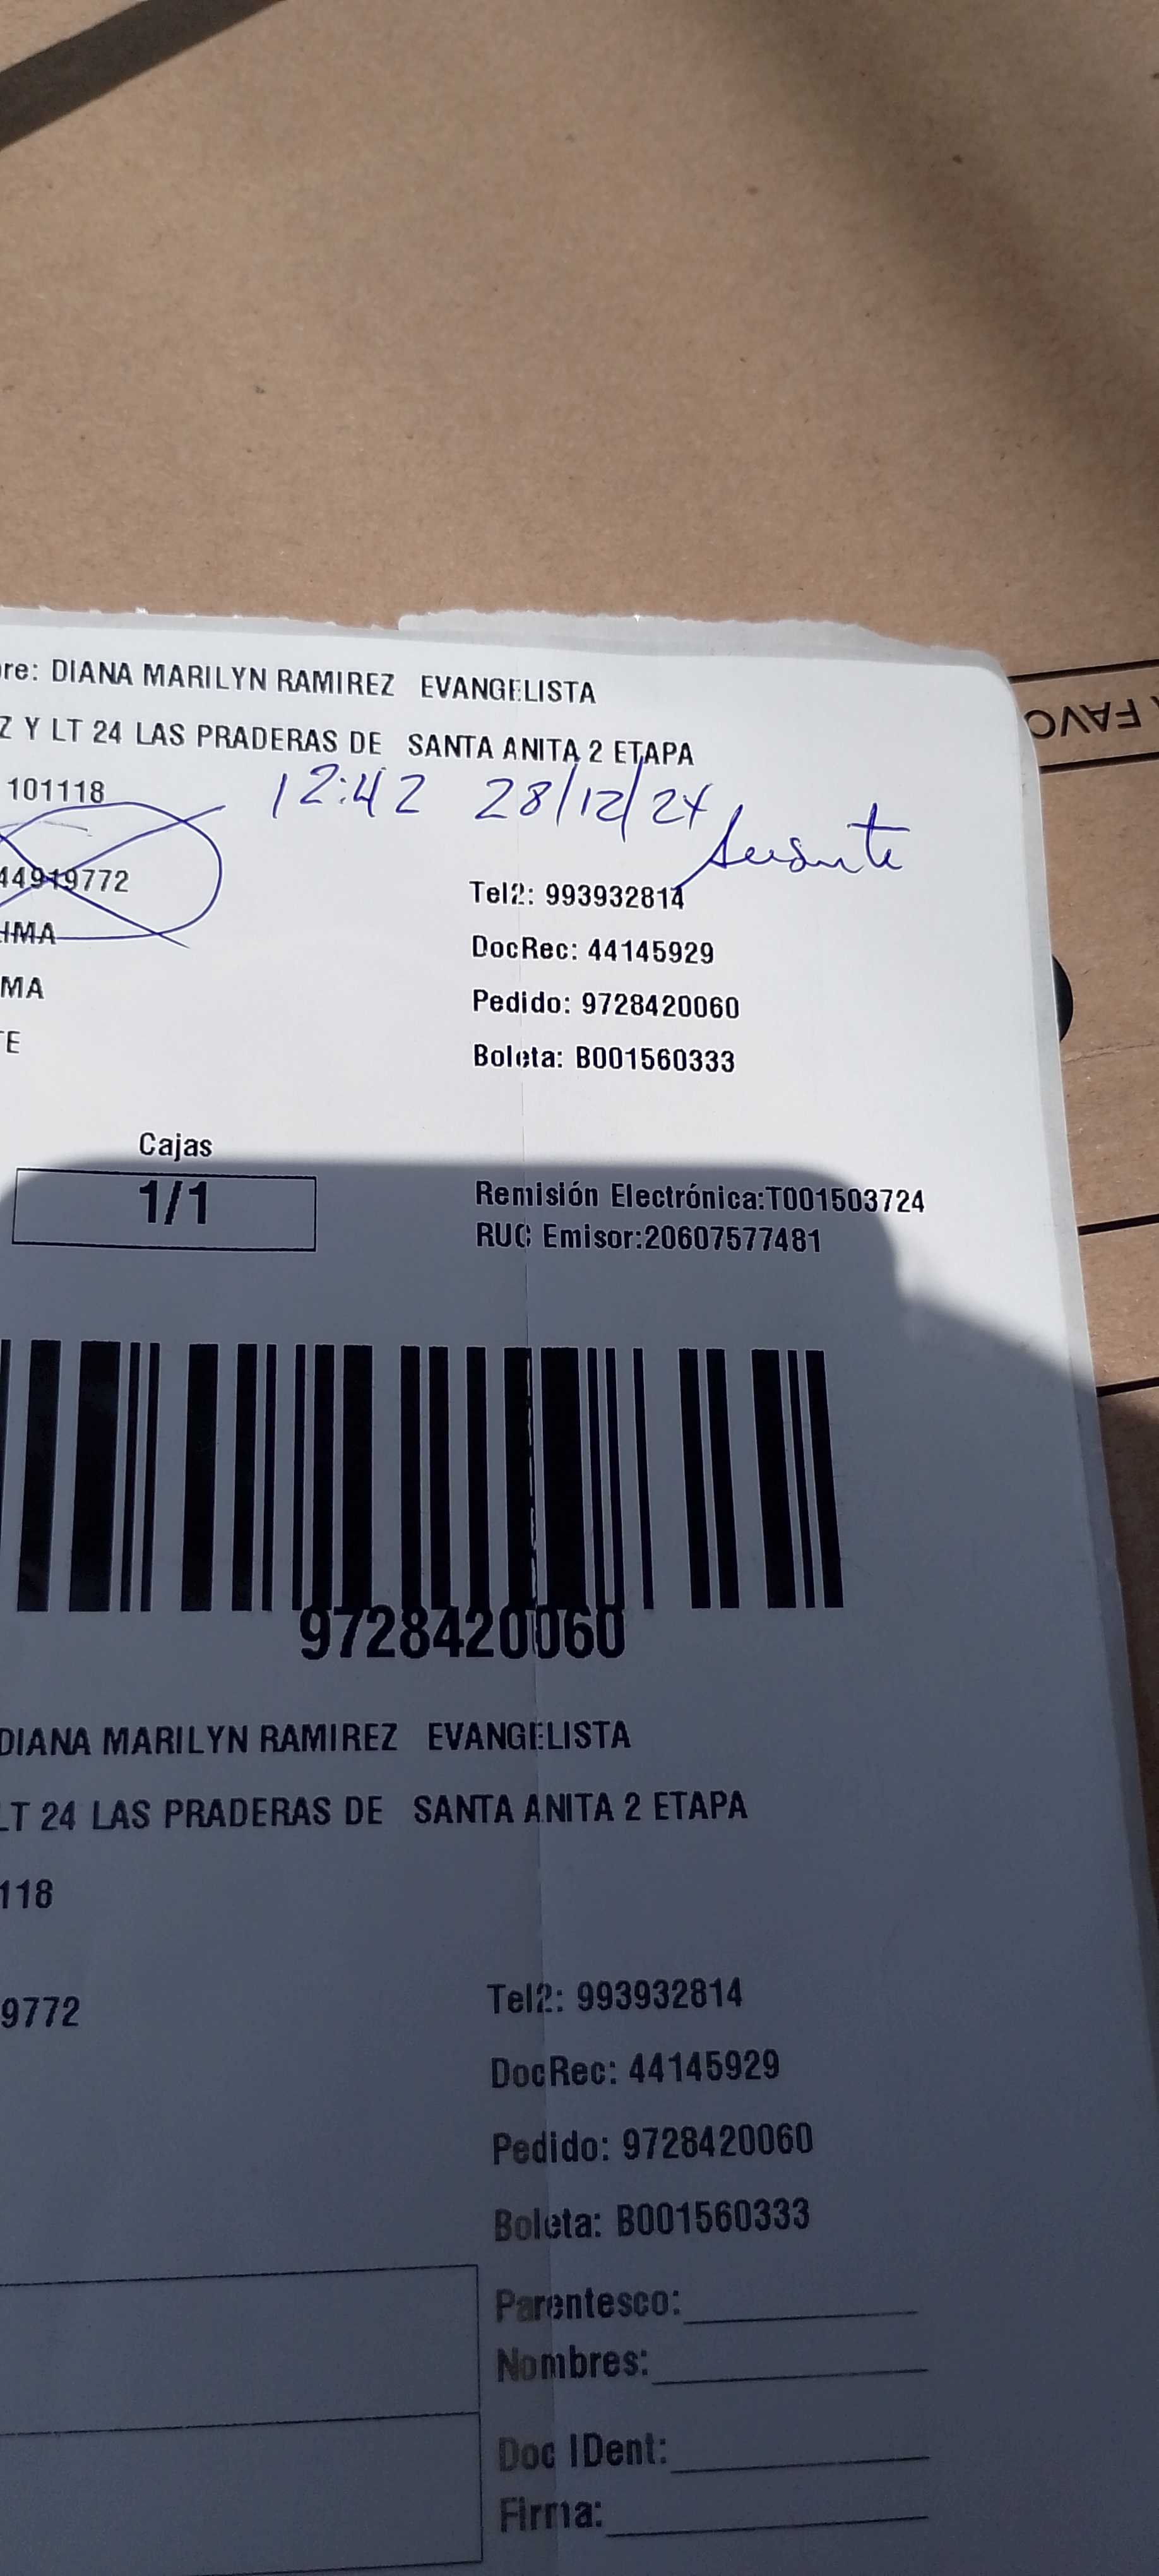 re: DIANA MARILYN RAMIREZ EVANGELISTA
Z Y LT 24 LAS PRADERAS DE SANTA ANITA 2 ETAPA
101118
12:42 28/12/24
Ausente
44919772
Tel2: 993932814
IMA
DocRec: 44145929
MA
Pedido: 9728420060
TE
Boleta: B001560333
Cajas
1/1
Remisión Electrónica:T001503724
RUC Emisor:20607577481
9728420060
DIANA MARILYN RAMIREZ EVANGELISTA
LT 24 LAS PRADERAS DE SANTA ANITA 2 ETAPA
118
9772
Tel2: 993932814
DocRec: 44145929
Pedido: 9728420060
Boleta: B001560333
Parentesco:
Nombres:
Doc IDent:
Firma:
FAVO